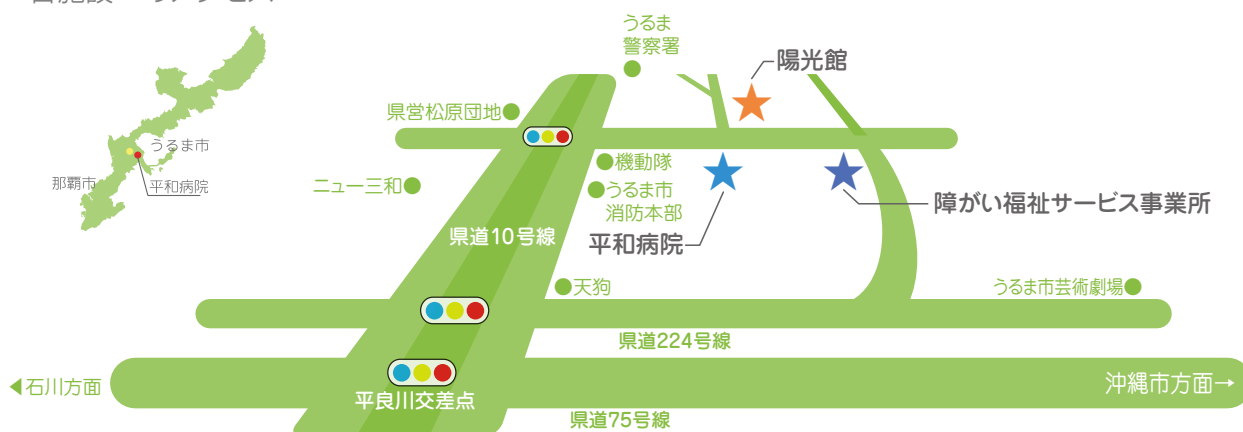 うるま
警察署
陽光館
県営松原団地
うるま市
機動隊
那覇市
平和病院
ニュー三和
うるま市
消防本部
障がい福祉サービス事業所
県道10号線
平和病院
天狗
うるま市芸術劇場
県道224号線
石川方面
沖縄市方面→
平良川交差点
県道75号線